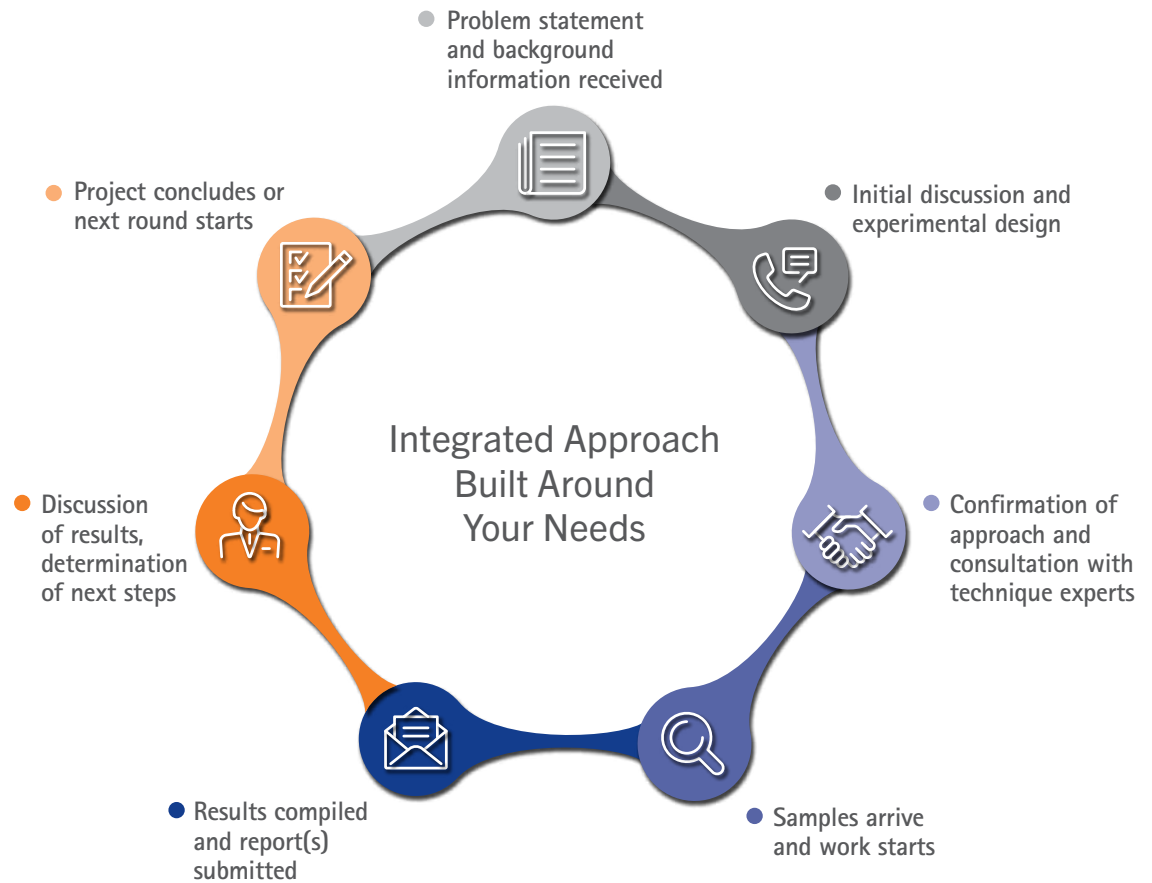 Problem statement
and background
information received
Initial discussion and
experimental design
Confirmation of
approach and
consultation with
technique experts
Samples arrive
and work starts
Results compiled
and report(s)
submitted
Discussion
of results,
determination
of next steps
Project concludes or
next round starts
Integrated Approach
Built Around
Your Needs